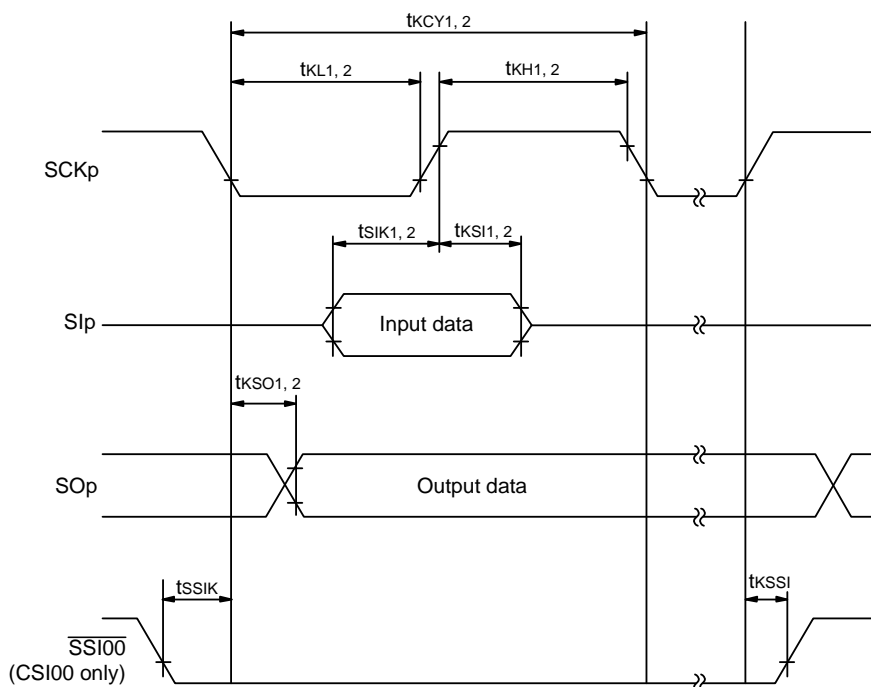 tKCY1, 2
tKL1, 2
tKH1, 2
SCKp
tSIK1, 2
tKSI1, 2
SIp
Input data
tKSO1, 2
SOp
Output data
tSSIK
tKSSI
SSI00
(CSI00 only)